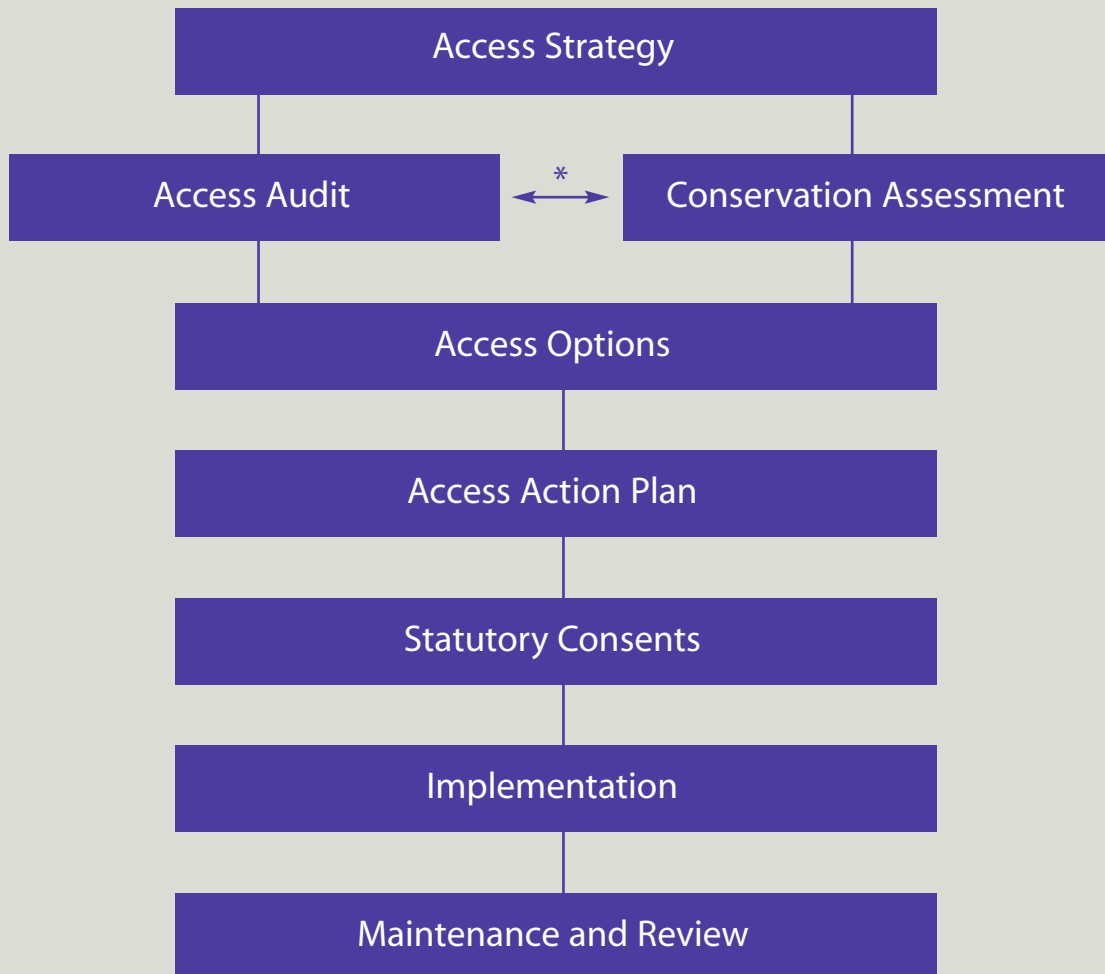 Access Strategy
Access Audit
*
Conservation Assessment
Access Options
Access Action Plan
Statutory Consents
Implementation
Maintenance and Review